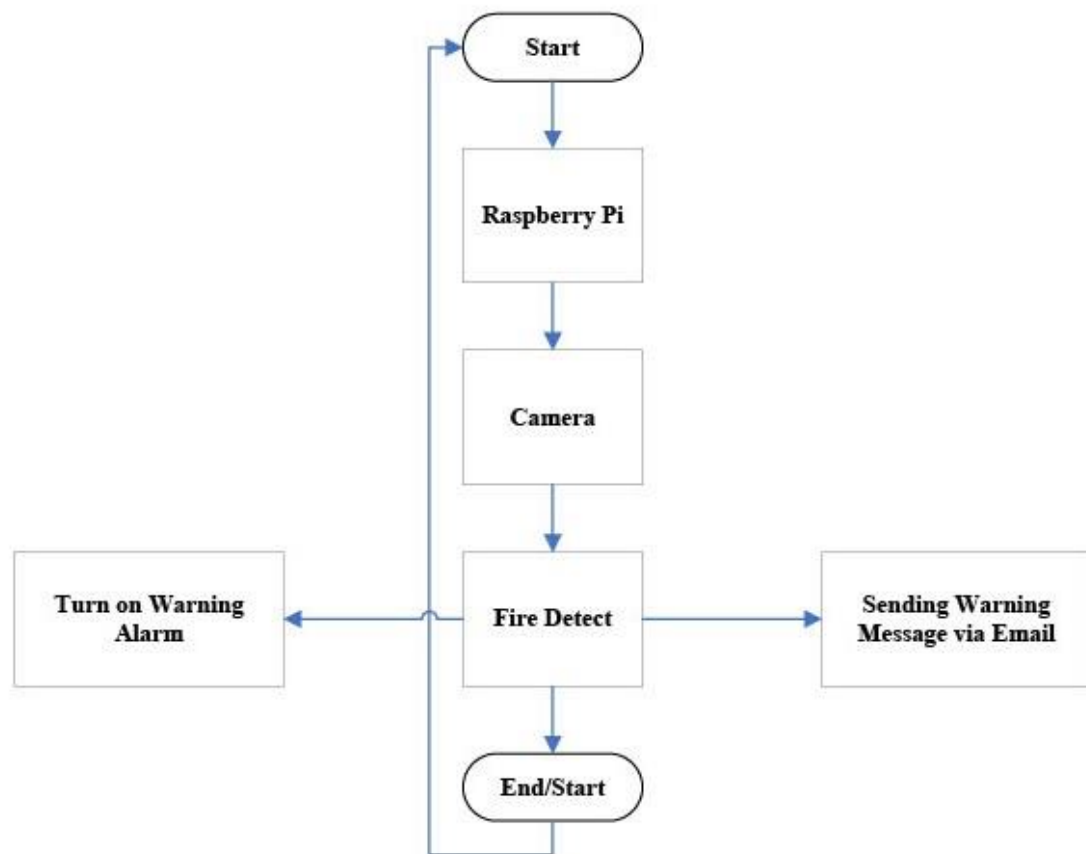 Start
Raspberry Pi
Camera
Turn on Warning
Alarm
Fire Detect
Sending Warning
Message via Email
End/Start